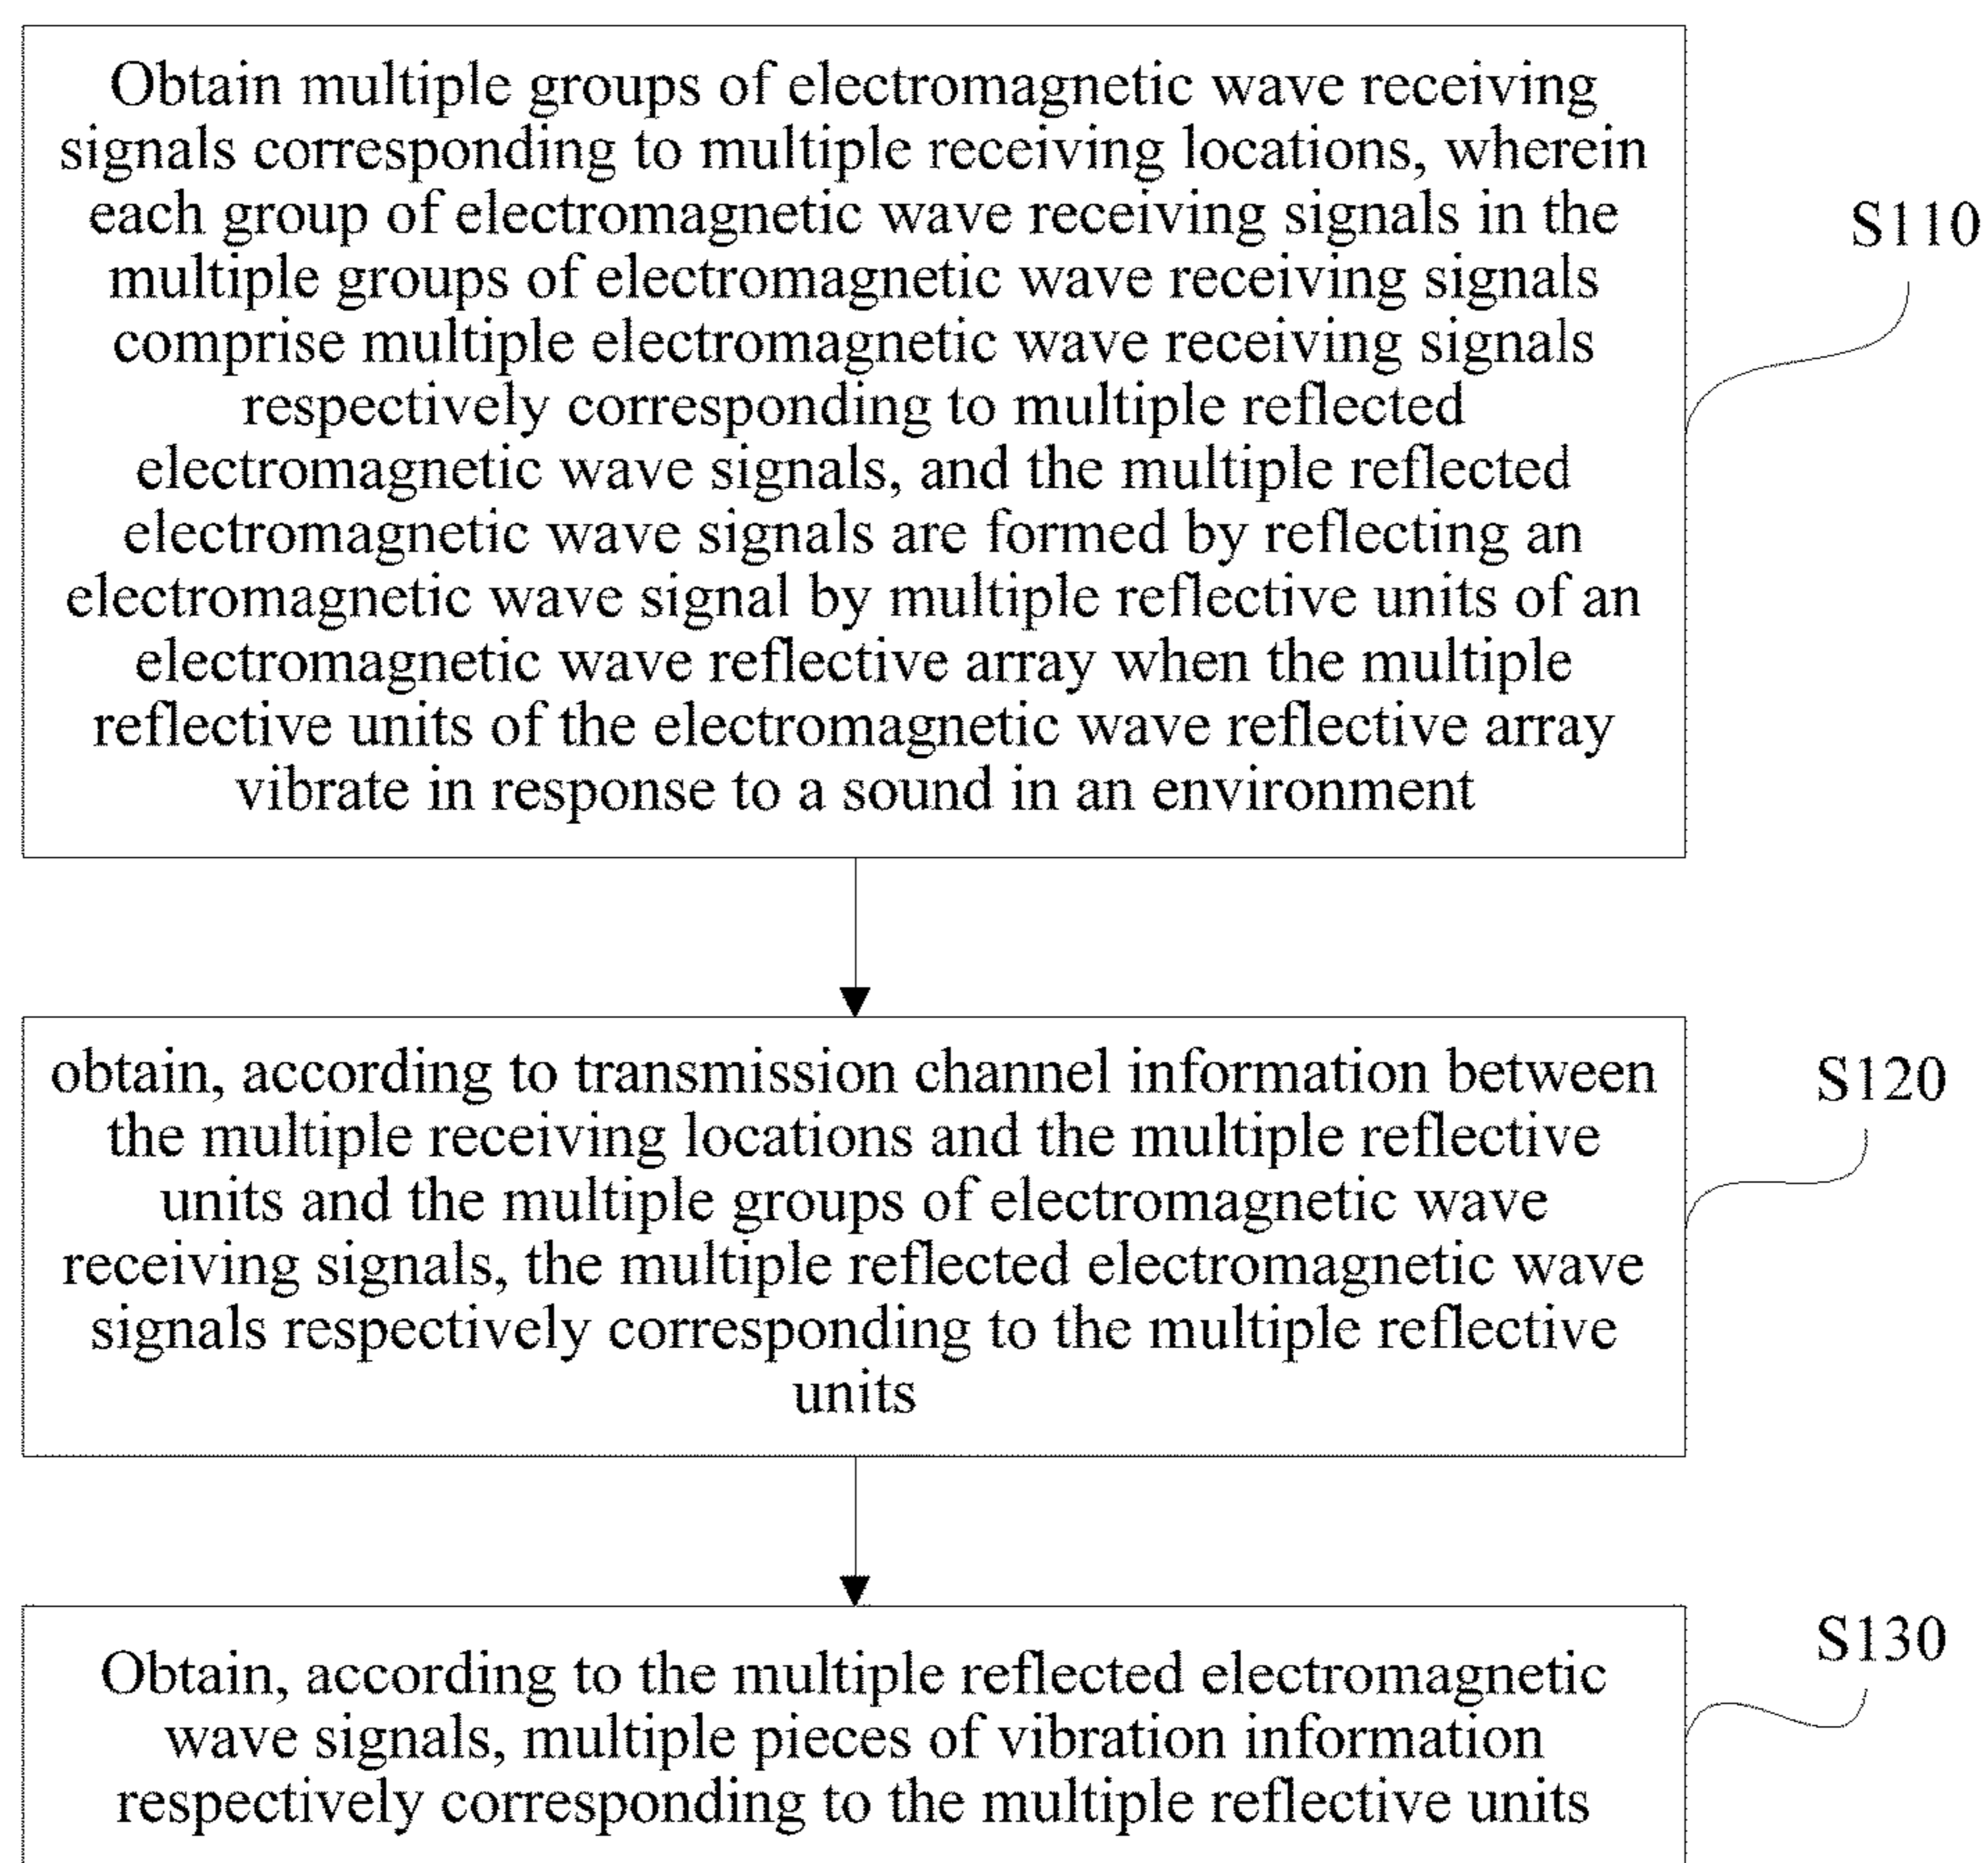 Obtain multiple groups of electromagnetic wave receiving
signals corresponding to multiple receiving locations, wherein
each group of electromagnetic wave receiving signals in the
multiple groups of electromagnetic wave receiving signals
comprise multiple electromagnetic wave receiving signals
respectively corresponding to multiple reflected
electromagnetic wave signals, and the multiple reflected
electromagnetic wave signals are formed by reflecting an
electromagnetic wave signal by multiple reflective units of an
electromagnetic wave reflective array when the multiple
reflective units of the electromagnetic wave reflective array
vibrate in response to a sound in an environment
S110
obtain, according to transmission channel information between
the multiple receiving locations and the multiple reflective
units and the multiple groups of electromagnetic wave
receiving signals, the multiple reflected electromagnetic wave
signals respectively corresponding to the multiple reflective
units
S120
Obtain, according to the multiple reflected electromagnetic
wave signals, multiple pieces of vibration information
respectively corresponding to the multiple reflective units
S130